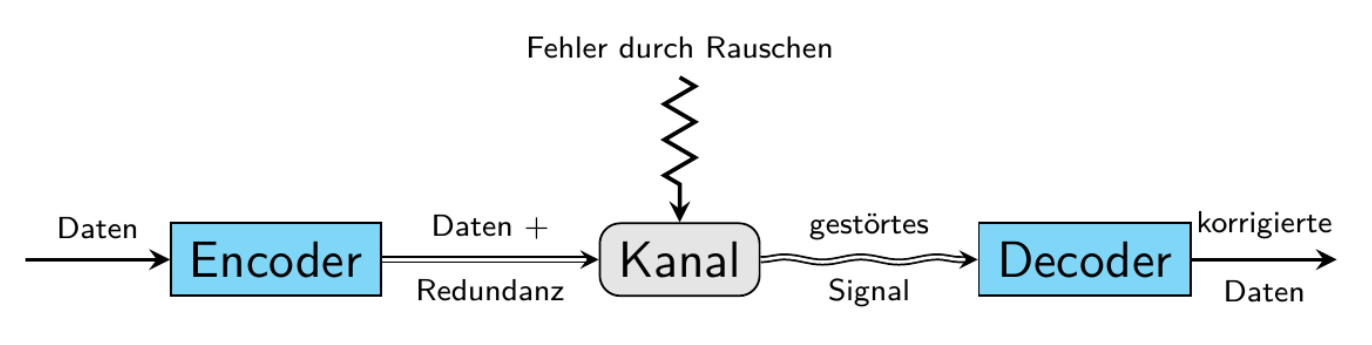 Fehler durch Rauschen
Daten
Encoder
Daten +
Redundanz
Kanal
gestörtes
Signal
Decoder
korrigierte
Daten